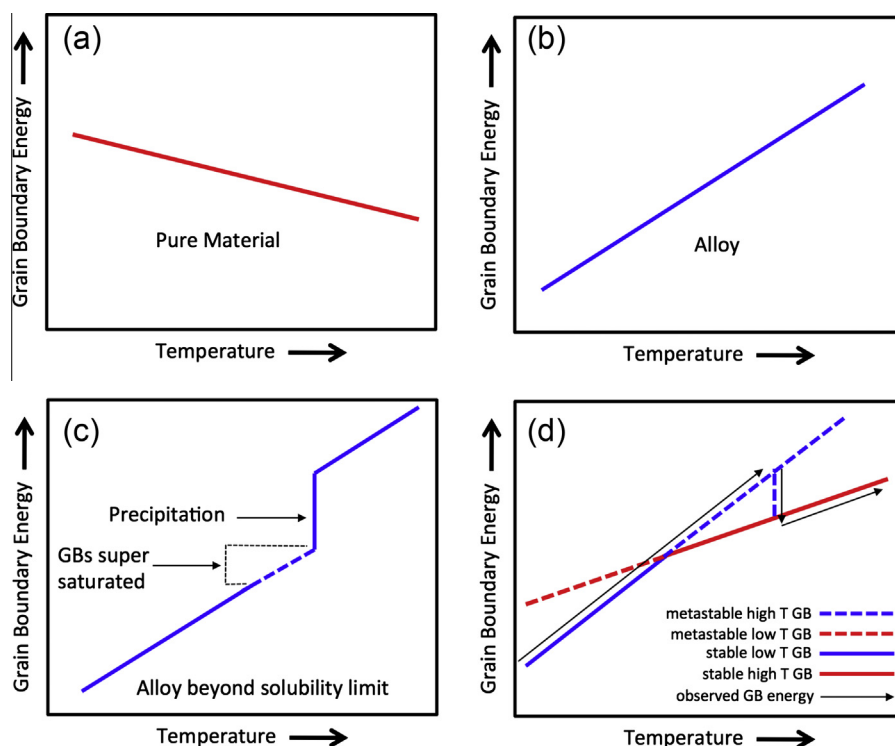 (a)
Grain Boundary Energy
Pure Material
Temperature
(b)
Grain Boundary Energy
Alloy
Temperature
(c)
Grain Boundary Energy
Precipitation
GBs super
saturated
Alloy beyond solubility limit
Temperature
(d)
Grain Boundary Energy
metastable high T GB
metastable low T GB
stable low T GB
stable high T GB
observed GB energy
Temperature